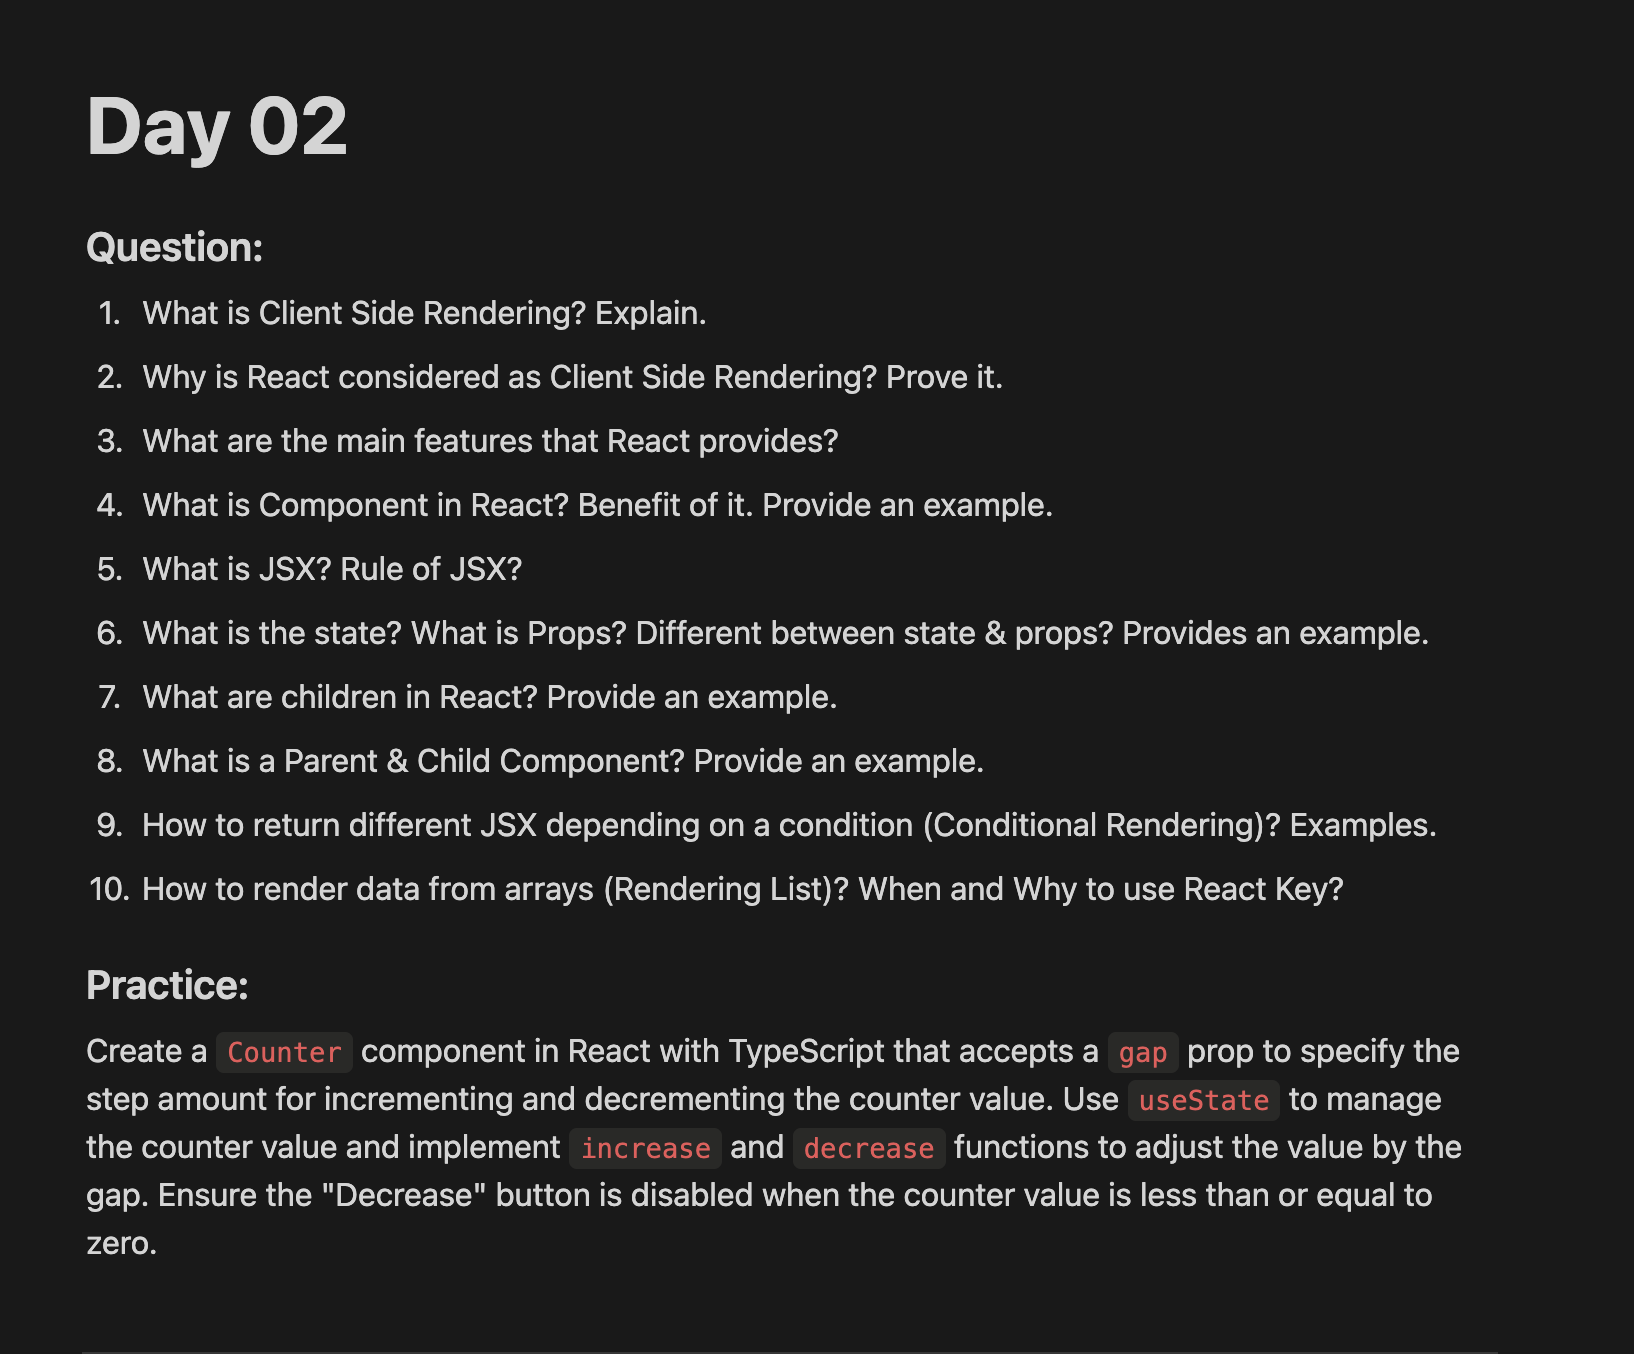 Day 02
Question:
1. What is Client Side Rendering? Explain.
2. Why is React considered as Client Side Rendering? Prove it.
3. What are the main features that React provides?
4. What is Component in React? Benefit of it. Provide an example.
5. What is JSX? Rule of JSX?
6. What is the state? What is Props? Different between state & props? Provides an example.
7. What are children in React? Provide an example.
8. What is a Parent & Child Component? Provide an example.
9. How to return different JSX depending on a condition (Conditional Rendering)? Examples.
10. How to render data from arrays (Rendering List)? When and Why to use React Key?
Practice:
Create a Counter component in React with TypeScript that accepts a gap prop to specify the
step amount for incrementing and decrementing the counter value. Use useState to manage
the counter value and implement increase and decrease functions to adjust the value by the
gap. Ensure the "Decrease" button is disabled when the counter value is less than or equal to
zero.